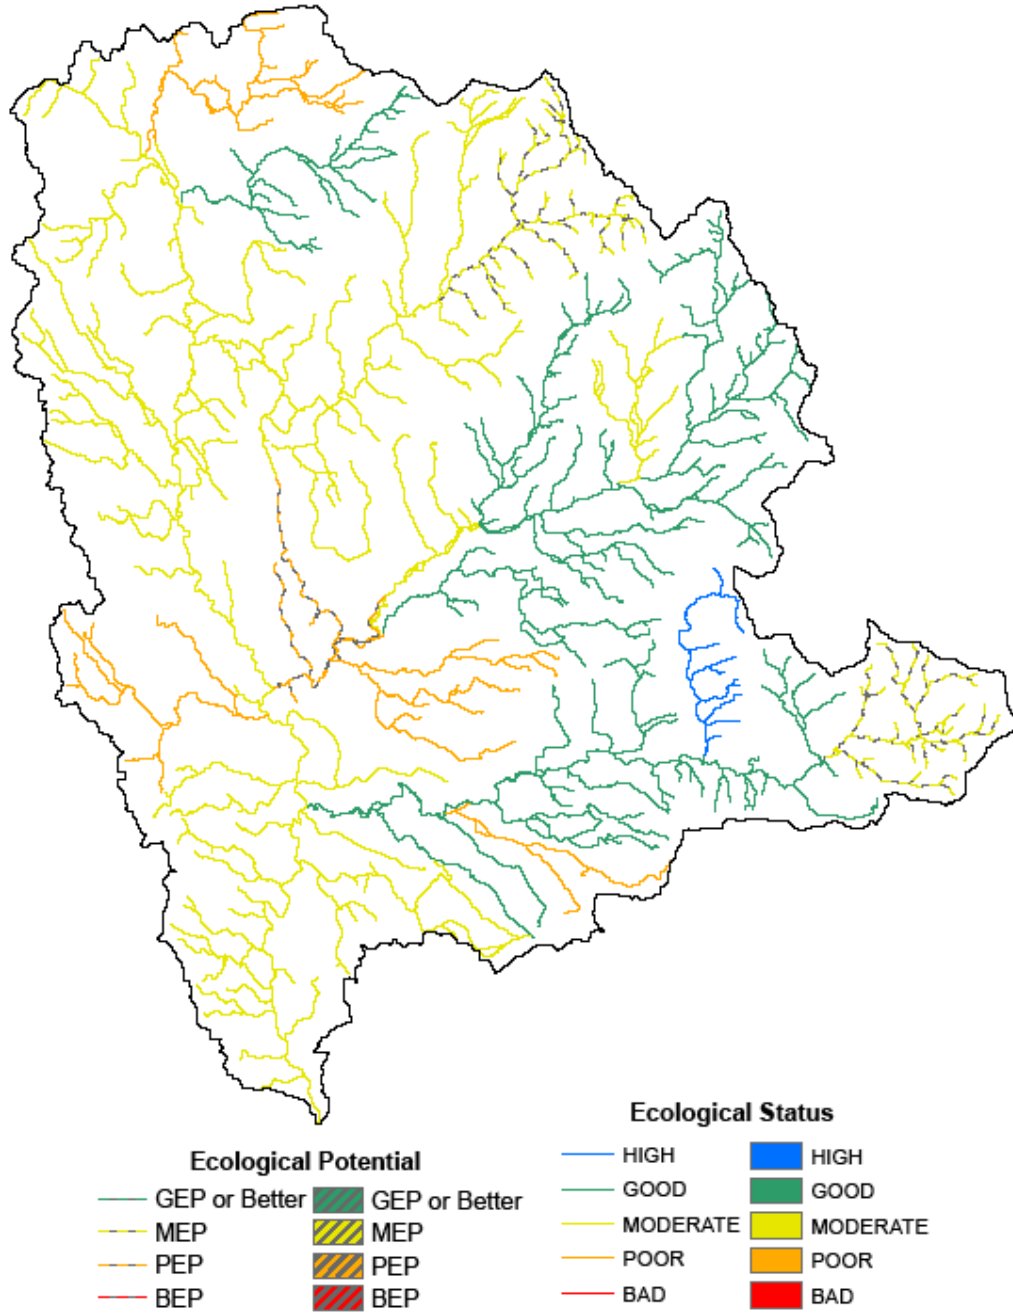 Ecological Potential
GEP or Better GEP or Better
MEP MEP
PEP PEP
BEP BEP
Ecological Status
HIGH HIGH
GOOD GOOD
MODERATE MODERATE
POOR POOR
BAD BAD